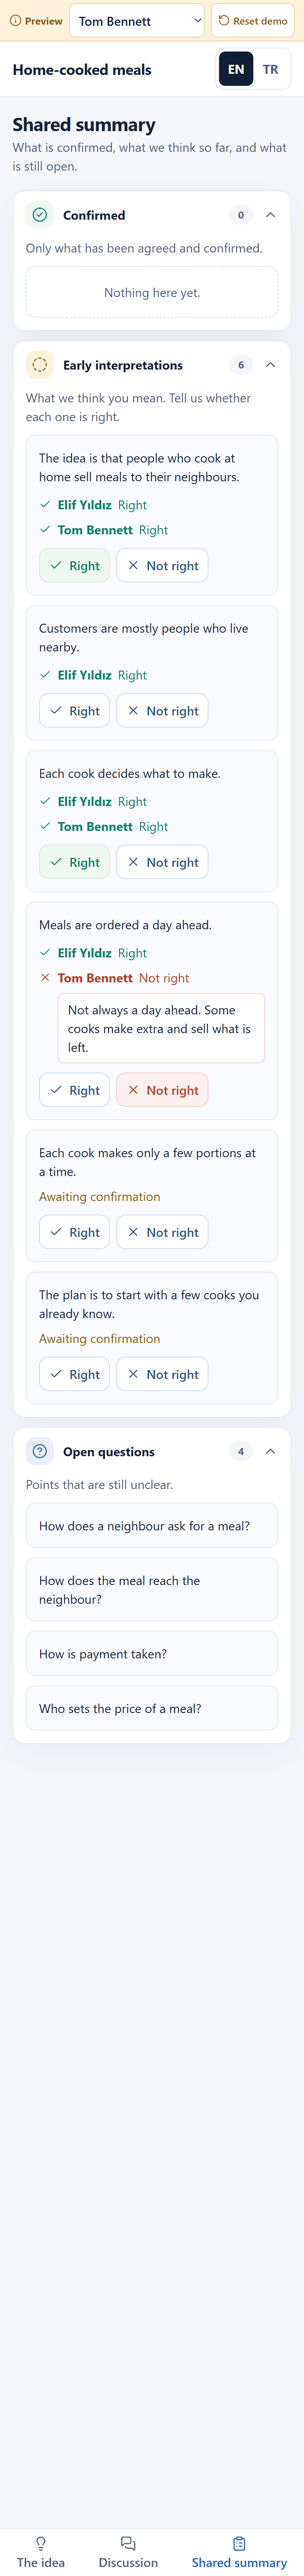 Preview
Tom Bennett
Reset demo
Home-cooked meals
EN
TR
Shared summary
What is confirmed, what we think so far, and what
is still open.
Confirmed
0
Only what has been agreed and confirmed.
Nothing here yet.
Early interpretations
6
What we think you mean. Tell us whether
each one is right.
The idea is that people who cook at
home sell meals to their neighbours.
Elif Yıldız Right
Tom Bennett Right
Right
Not right
Customers are mostly people who live
nearby.
Elif Yıldız Right
Right
Not right
Each cook decides what to make.
Elif Yıldız Right
Tom Bennett Right
Right
Not right
Meals are ordered a day ahead.
Elif Yıldız Right
Tom Bennett Not right
Not always a day ahead. Some
cooks make extra and sell what is
left.
Right
Not right
Each cook makes only a few portions at
a time.
Awaiting confirmation
Right
Not right
The plan is to start with a few cooks you
already know.
Awaiting confirmation
Right
Not right
Open questions
4
Points that are still unclear.
How does a neighbour ask for a meal?
How does the meal reach the
neighbour?
How is payment taken?
Who sets the price of a meal?
The idea
Discussion
Shared summary